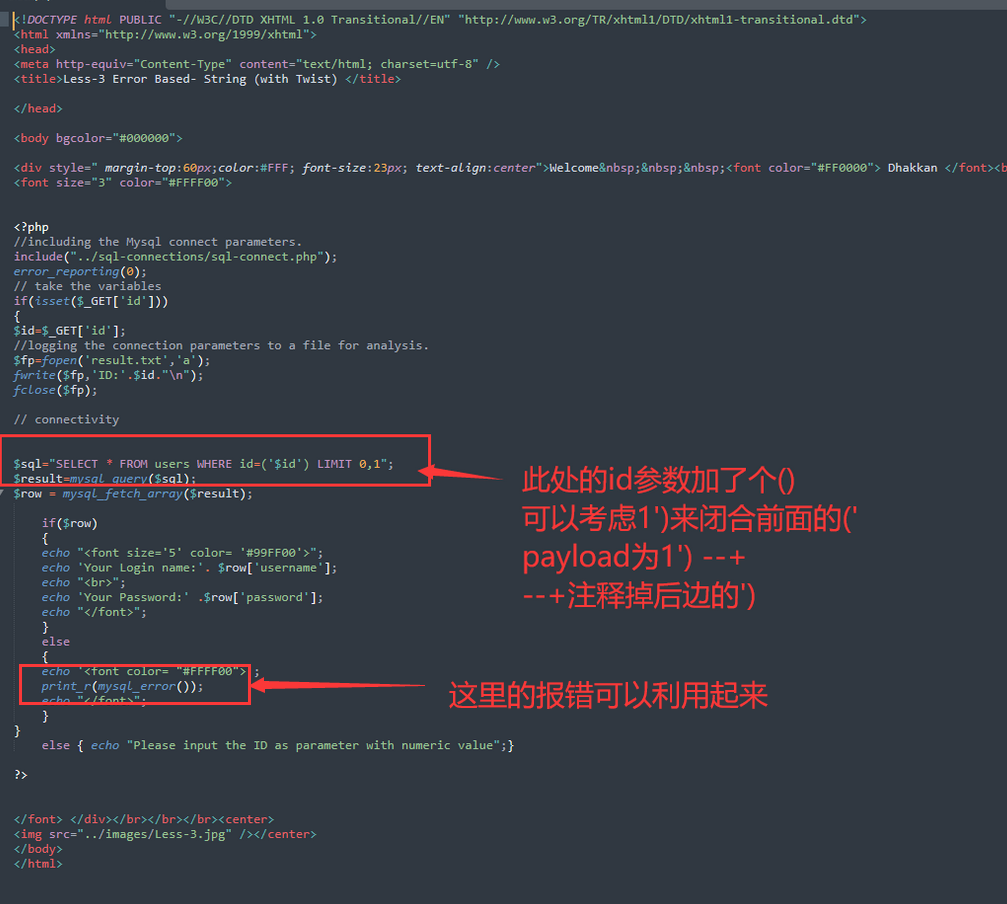 <!DOCTYPE html PUBLIC "-//W3C//DTD XHTML 1.0 Transitional//EN" "http://www.w3.org/TR/xhtml1/DTD/xhtml1-transitional.dtd">
<html xmlns="http://www.w3.org/1999/xhtml">
<head>
<meta http-equiv="Content-Type" content="text/html; charset=utf-8" />
<title>Less-3 Error Based- String (with Twist) </title>
</head>
<body bgcolor="#000000">
<div style=" margin-top:60px;color:#FFF; font-size:23px; text-align:center">Welcome&nbsp;&nbsp;&nbsp;<font color="#FF0000"> Dhakkan </font><b
<font size="3" color="#FFFF00">
<?php
//including the Mysql connect parameters.
include("../sql-connections/sql-connect.php");
error_reporting(0);
// take the variables
if(isset($_GET['id']))
{
$id=$_GET['id'];
//logging the connection parameters to a file for analysis.
$fp=fopen('result.txt','a');
fwrite($fp,'ID:'.$id."\n");
fclose($fp);
// connectivity
$sql="SELECT * FROM users WHERE id=('$id') LIMIT 0,1";
$result=mysql_query($sql);
$row = mysql_fetch_array($result);
此处的id参数加了个()
可以考虑1')来闭合前面的('
payload为1') --+
--+注释掉后边的')
if($row)
{
echo "<font size='5' color= '#99FF00'>";
echo 'Your Login name:'. $row['username'];
echo "<br>";
echo 'Your Password:' .$row['password'];
echo "</font>";
}
else
{
echo '<font color= "#FFFF00">';
print_r(mysql_error());
echo "</font>";
这里的报错可以利用起来
}
}
else { echo "Please input the ID as parameter with numeric value";}
?>
</font> </div></br></br></br><center>
<img src="../images/Less-3.jpg" /></center>
</body>
</html>